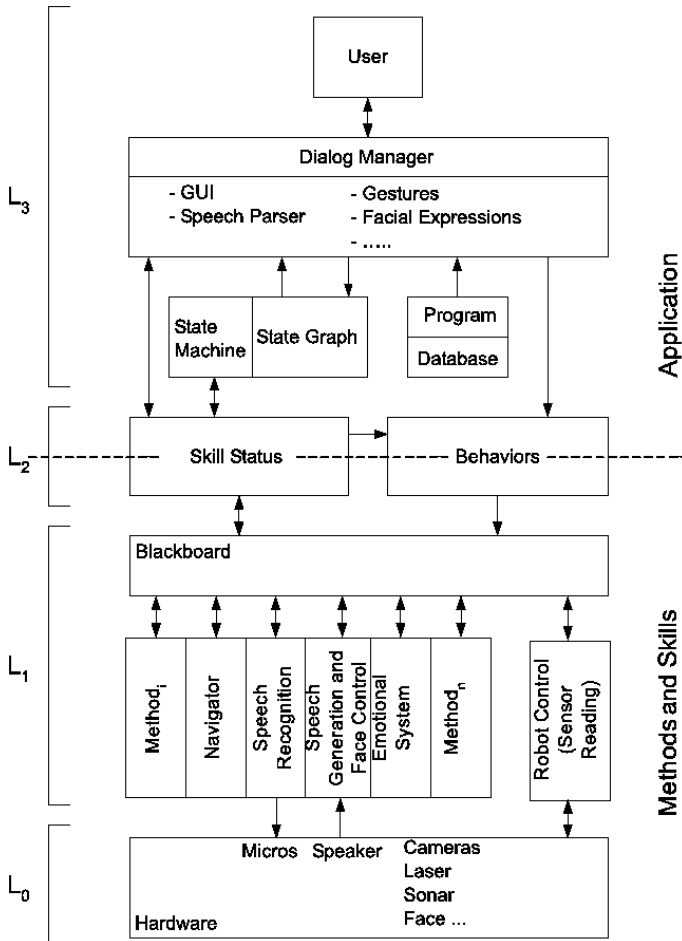 User
Dialog Manager
- GUI
- Speech Parser
- Gestures
- Facial Expressions
- .....
L3
State
Machine
State Graph
Program
Database
Application
L2
Skill Status
Behaviors
Blackboard
L1
Methodi
Navigator
Speech
Recognition
Speech
Generation and
Face Control
Emotional
System
Methodn
Robot Control
(Sensor
Reading)
Methods and Skills
L0
Micros
Speaker
Cameras
Laser
Sonar
Face ...
Hardware